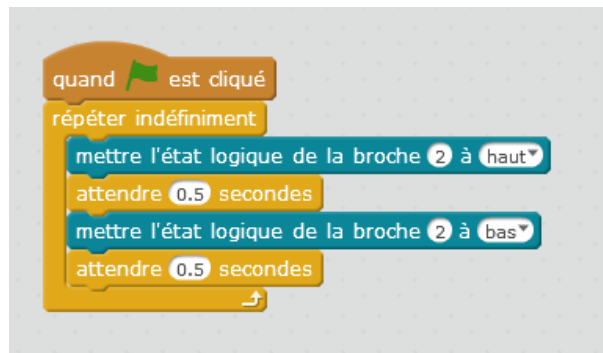 quand est cliqué
répéter indéfiniment
mettre l'état logique de la broche 2 à haut
attendre 0.5 secondes
mettre l'état logique de la broche 2 à bas
attendre 0.5 secondes